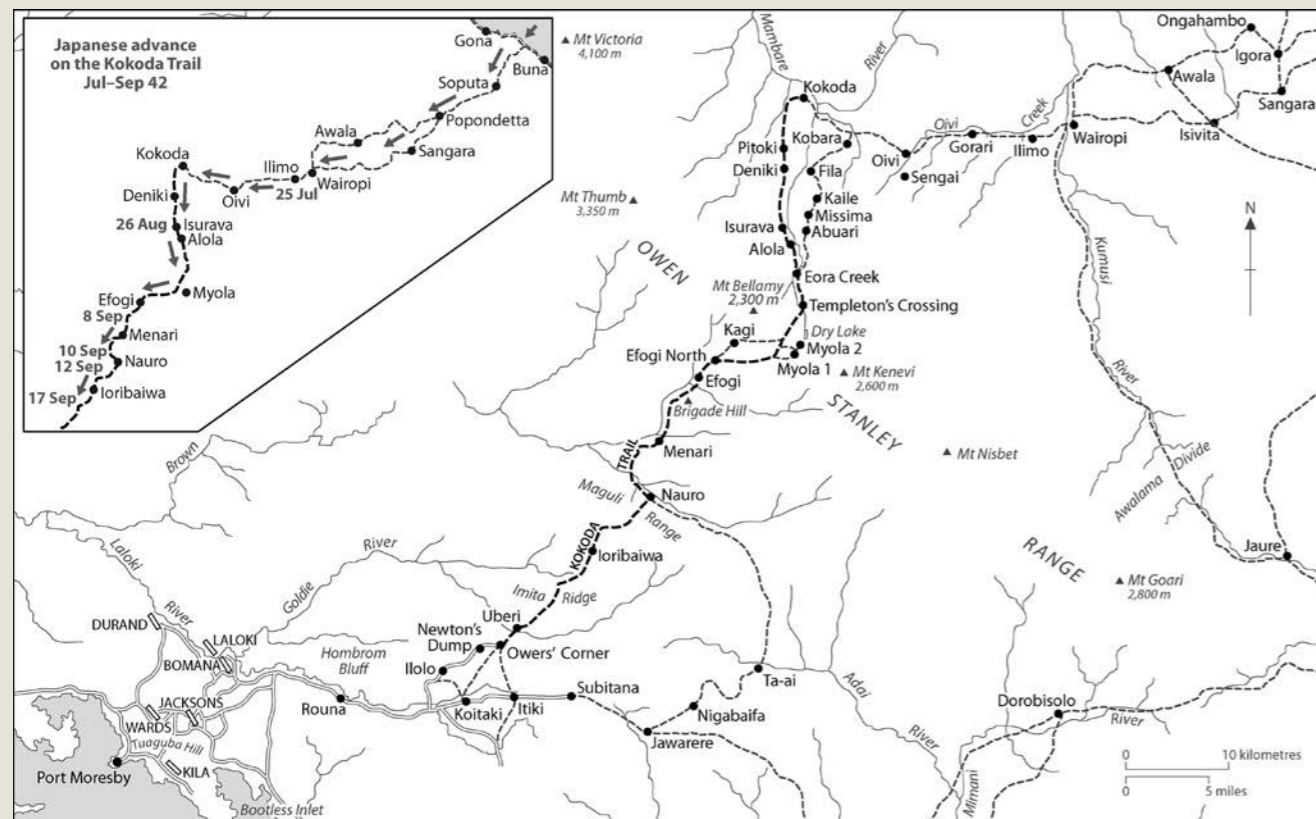 Japanese advance
on the Kokoda Trail
Jul–Sep 42
Gona
Buna
Soputa
Popondetta
Awala
Sangara
Kokoda
Ilimo
Wairopi
Deniki
Oivi
25 Jul
26 Aug
Isurava
Alola
Myola
Efogi
8 Sep
Menari
10 Sep
12 Sep
Nauro
17 Sep
Ioribaiwa
Mt Victoria
4,100 m
Mambare
River
Ongahambo
Igora
Awala
Sangara
Kokoda
Kobara
Oivi
Creek
Wairopi
Isivita
Pitoki
Deniki
Oivi
Gorari
Ilimo
Fila
Sengai
Mt Thumb
3,350 m
Kaile
Missima
Abuari
Isurava
Alola
N
OWEN
Eora Creek
Kumusi
Mt Bellamy
2,300 m
Templeton's Crossing
Kagi
Dry Lake
Myola 2
Efogi North
Myola 1
Mt Kenevi
2,600 m
River
Efogi
Brigade Hill
STANLEY
Menari
TRAIL
Mt Nisbet
Brown
Awalama
Divide
Maguli
Nauro
Range
Laloki
River
KOKODA
Ioribaiwa
Jaure
RANGE
Goldie
River
Imita
Ridge
Mt Goari
2,800 m
DURAND
LALOKI
Uberi
Newton's
Dump
Owers' Corner
BOMANA
Hombrom
Bluff
Ilolo
Ta-ai
JACKSONS
Rouna
Koitaki
Itiki
Subitana
Adai
Nigabaifa
Dorobisolo
River
WARDS
Tuaguba Hill
Jawarere
River
Port Moresby
KILA
Mimani
Bootless Inlet
0 10 kilometres
0 5 miles